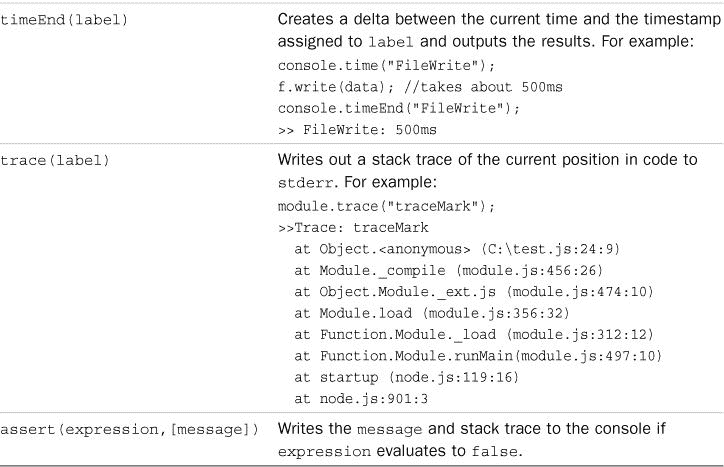 timeEnd(label)
Creates a delta between the current time and the timestamp
assigned to label and outputs the results. For example:
console.time("FileWrite");
f.write(data); //takes about 500ms
console.timeEnd("FileWrite");
>> FileWrite: 500ms
trace(label)
Writes out a stack trace of the current position in code to
stderr. For example:
module.trace("traceMark");
>>Trace: traceMark
at Object.<anonymous> (C:\test.js:24:9)
at Module._compile (module.js:456:26)
at Object.Module._ext.js (module.js:474:10)
at Module.load (module.js:356:32)
at Function.Module._load (module.js:312:12)
at Function.Module.runMain(module.js:497:10)
at startup (node.js:119:16)
at node.js:901:3
assert(expression,[message])
Writes the message and stack trace to the console if
expression evaluates to false.